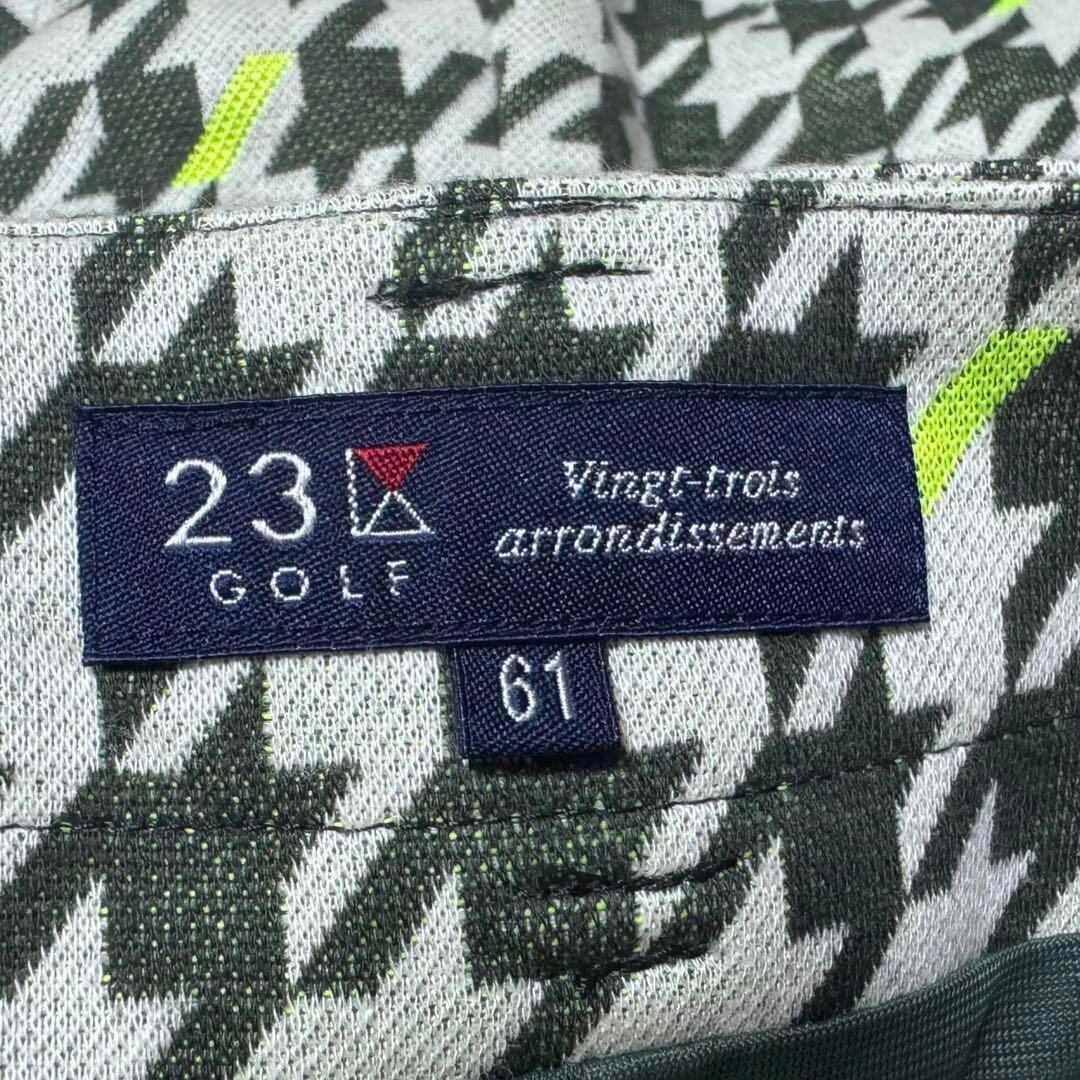 23
GOLF
Vingt-trois
arrondissements
61